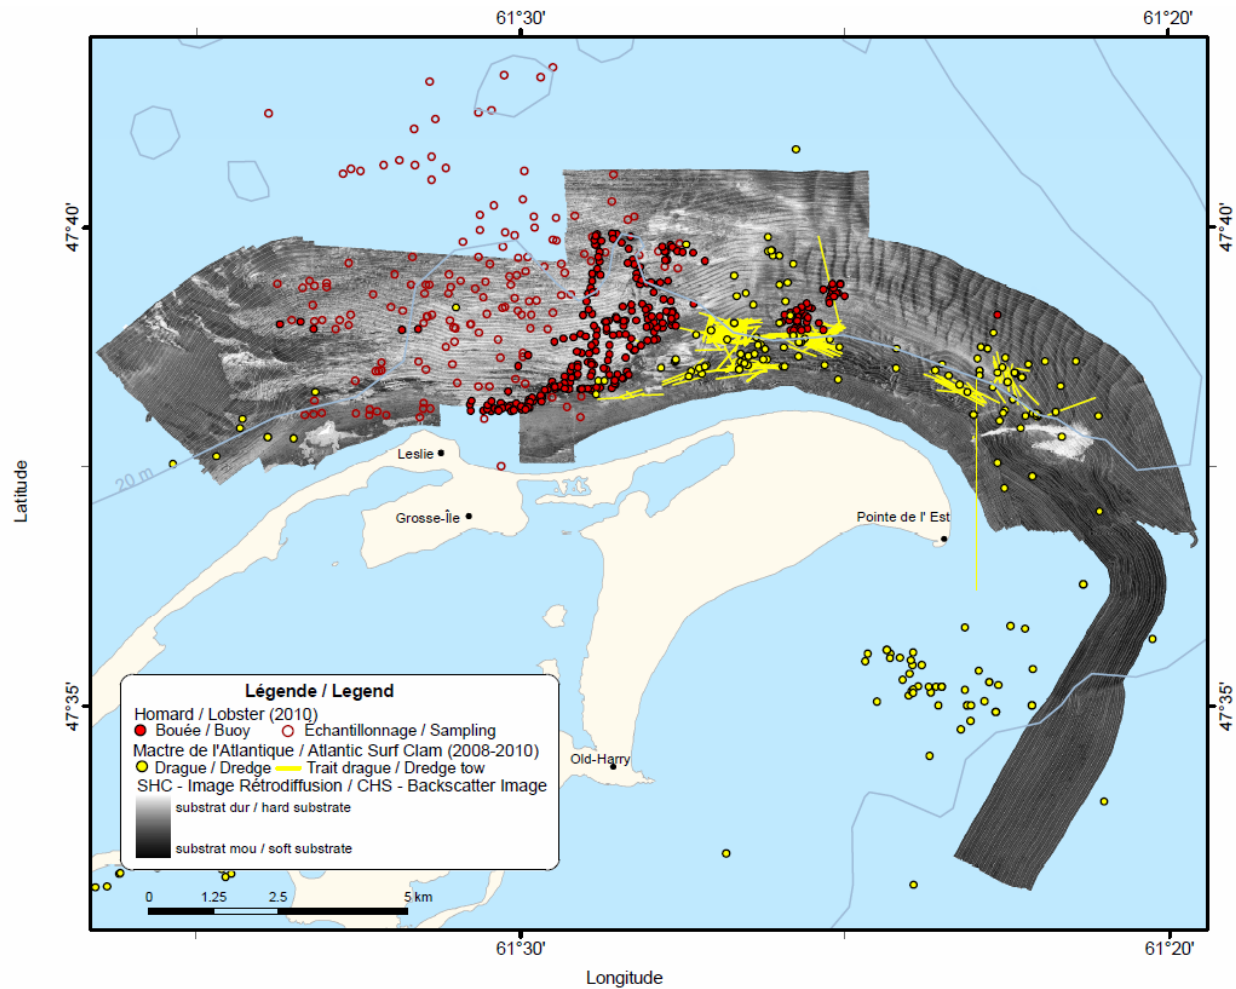 61°30' 61°20'
47°40' 47°40'
Leslie
20 m
Grosse-Île
Pointe de l' Est
Latitude
47°35' 47°35'
Légende / Legend
Homard / Lobster (2010)
Bouée / Buoy Échantillonnage / Sampling
Mactre de l'Atlantique / Atlantic Surf Clam (2008-2010)
Drague / Dredge Trait drague / Dredge tow
SHC - Image Rétrodiffusion / CHS - Backscatter Image
substrat dur / hard substrate
substrat mou / soft substrate
Old-Harry
0 1.25 2.5 5 km
61°30' 61°20'
Longitude